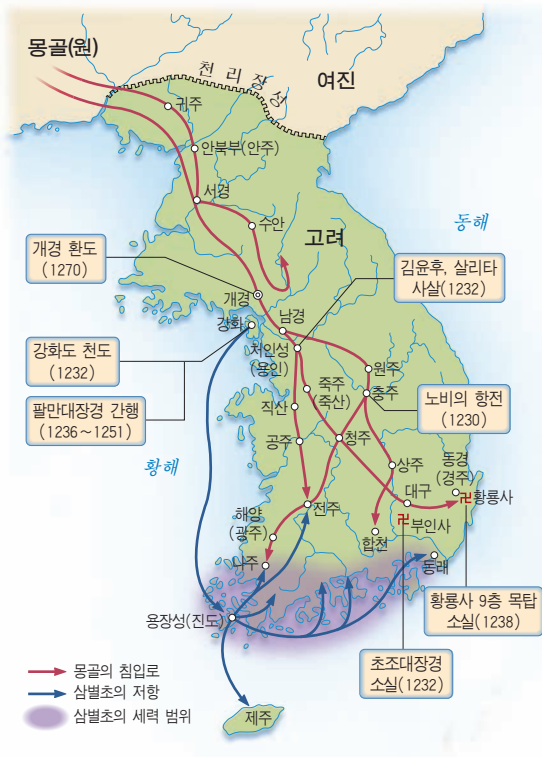 몽골(원)
천리장성
여진
귀주
안북부(안주)
서경
수안
고려
동해
개경 환도
(1270)
김윤후, 살리타
사살(1232)
개경
강화
남경
처인성
(용인)
강화도 천도
(1232)
원주
충주
죽주
(죽산)
노비의 항전
(1230)
팔만대장경 간행
(1236~1251)
직산
공주
청주
황해
상주
동경
(경주)
대구
황룡사
전주
해양
(광주)
부인사
합천
나주
동래
황룡사 9층 목탑
소실(1238)
용장성(진도)
초조대장경
소실(1232)
몽골의 침입로
삼별초의 저항
삼별초의 세력 범위
제주